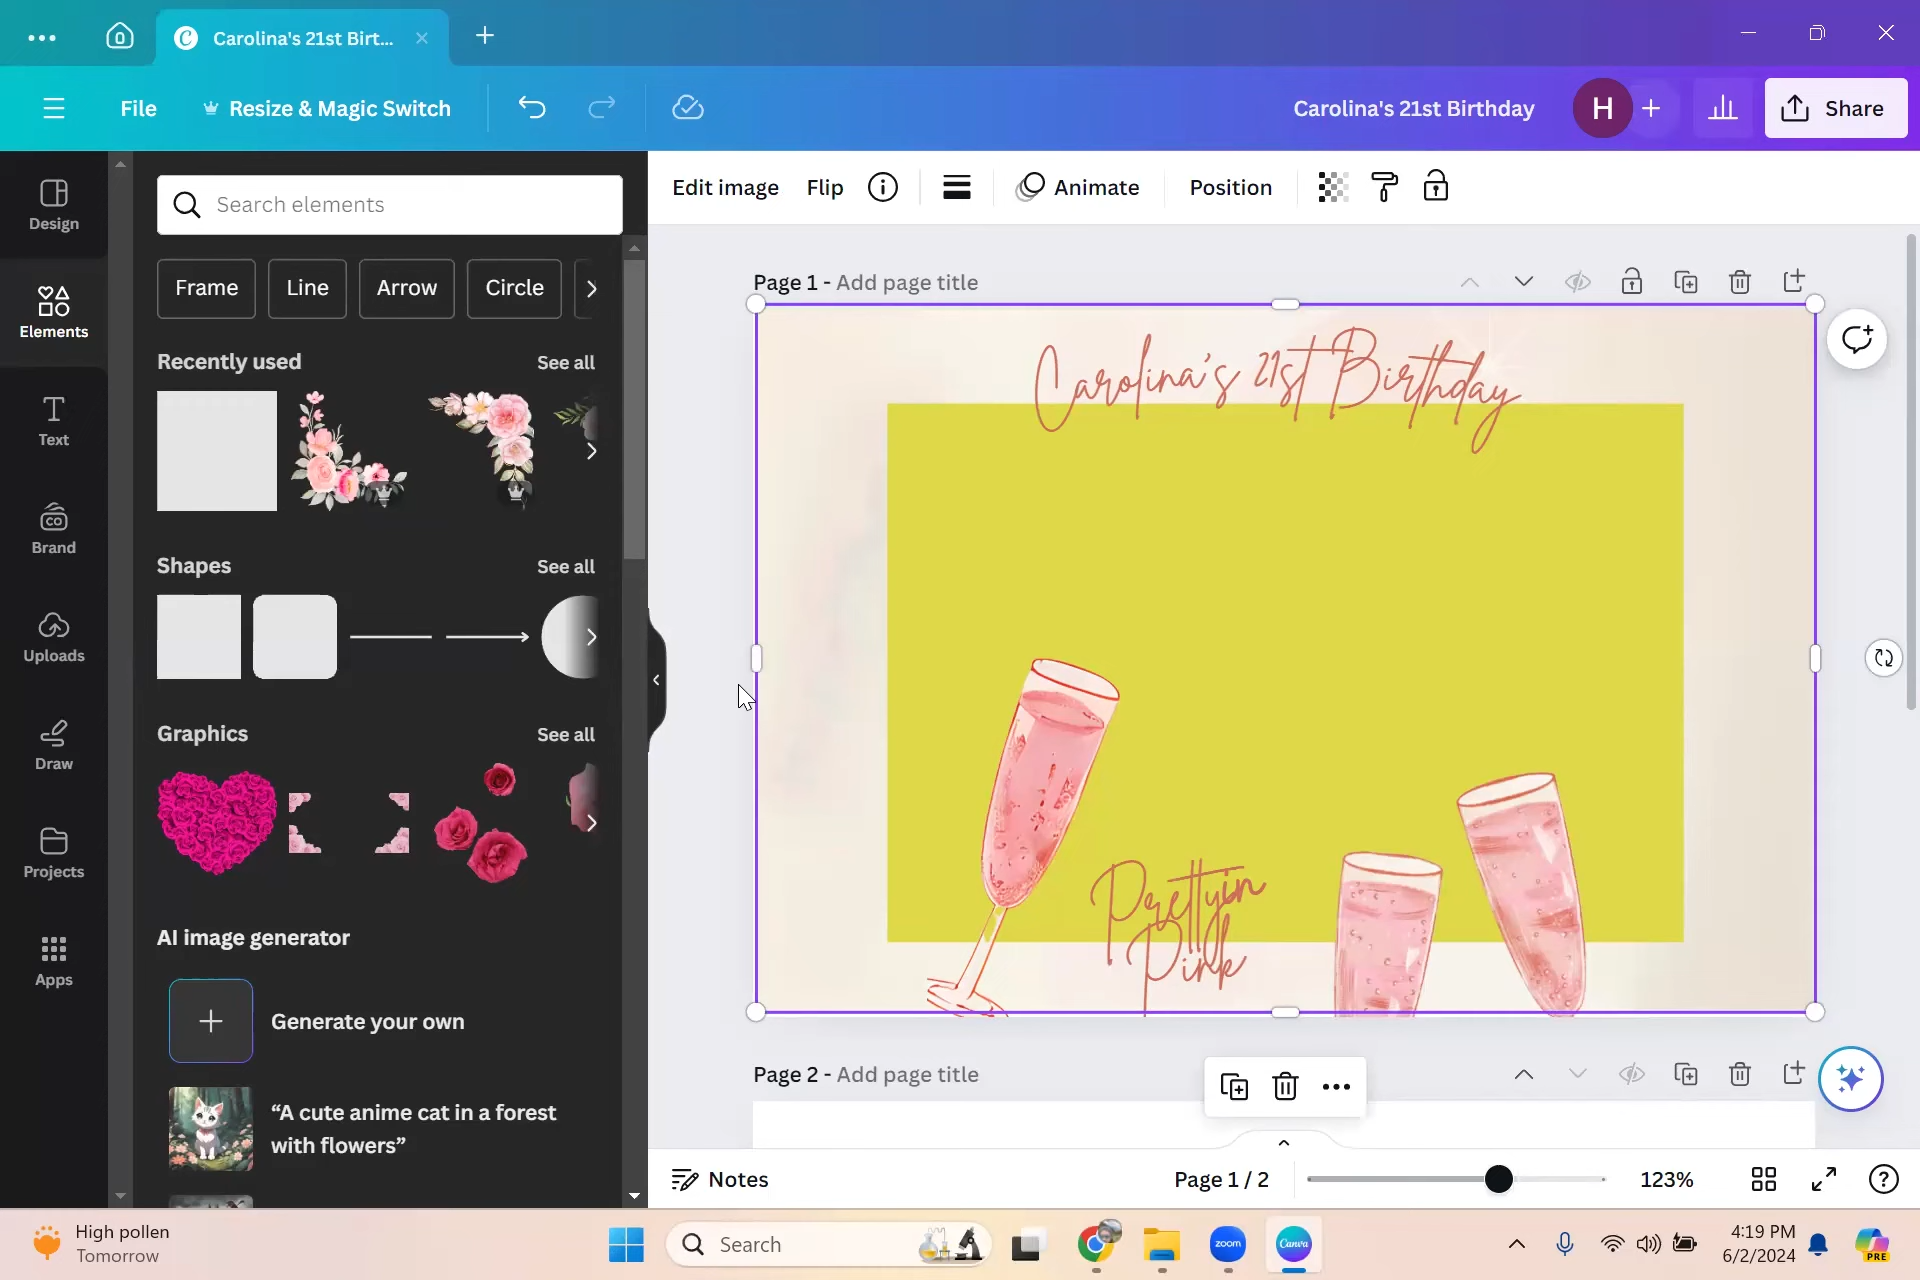 Carolina's 21st Birt...
File
Resize & Magic Switch
Carolina's 21st Birthday
H
Share
Design
Elements
Text
Brand
Uploads
Draw
Projects
Apps
Search elements
Frame
Line
Arrow
Circle
Recently used
See all
Shapes
See all
Graphics
See all
AI image generator
Generate your own
“A cute anime cat in a forest
with flowers”
Edit image
Flip
Animate
Position
Page 1 - Add page title
Carolina's 21st Birthday
Prettyin
Pink
Page 2 - Add page title
Notes
Page 1 / 2
123%
High pollen
Tomorrow
Search
zoom
Canva
4:19 PM
6/2/2024
PRE